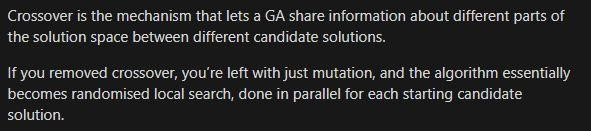 Crossover is the mechanism that lets a GA share information about different parts of
the solution space between different candidate solutions.
If you removed crossover, you’re left with just mutation, and the algorithm essentially
becomes randomised local search, done in parallel for each starting candidate
solution.